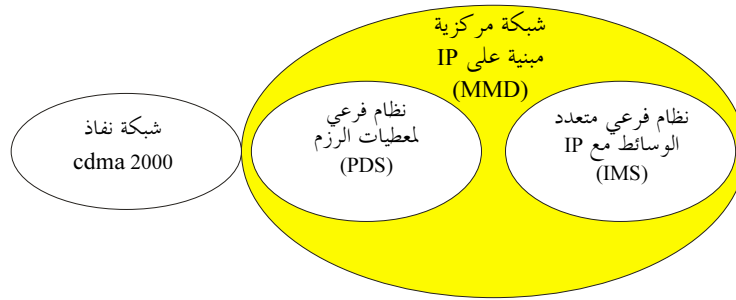 شبكة مركزية
مبنية على IP
(MMD)
نظام فرعي متعدد
الوسائط مع IP
(IMS)
نظام فرعي
لمعطيات الرزم
(PDS)
شبكة نفاذ
cdma 2000